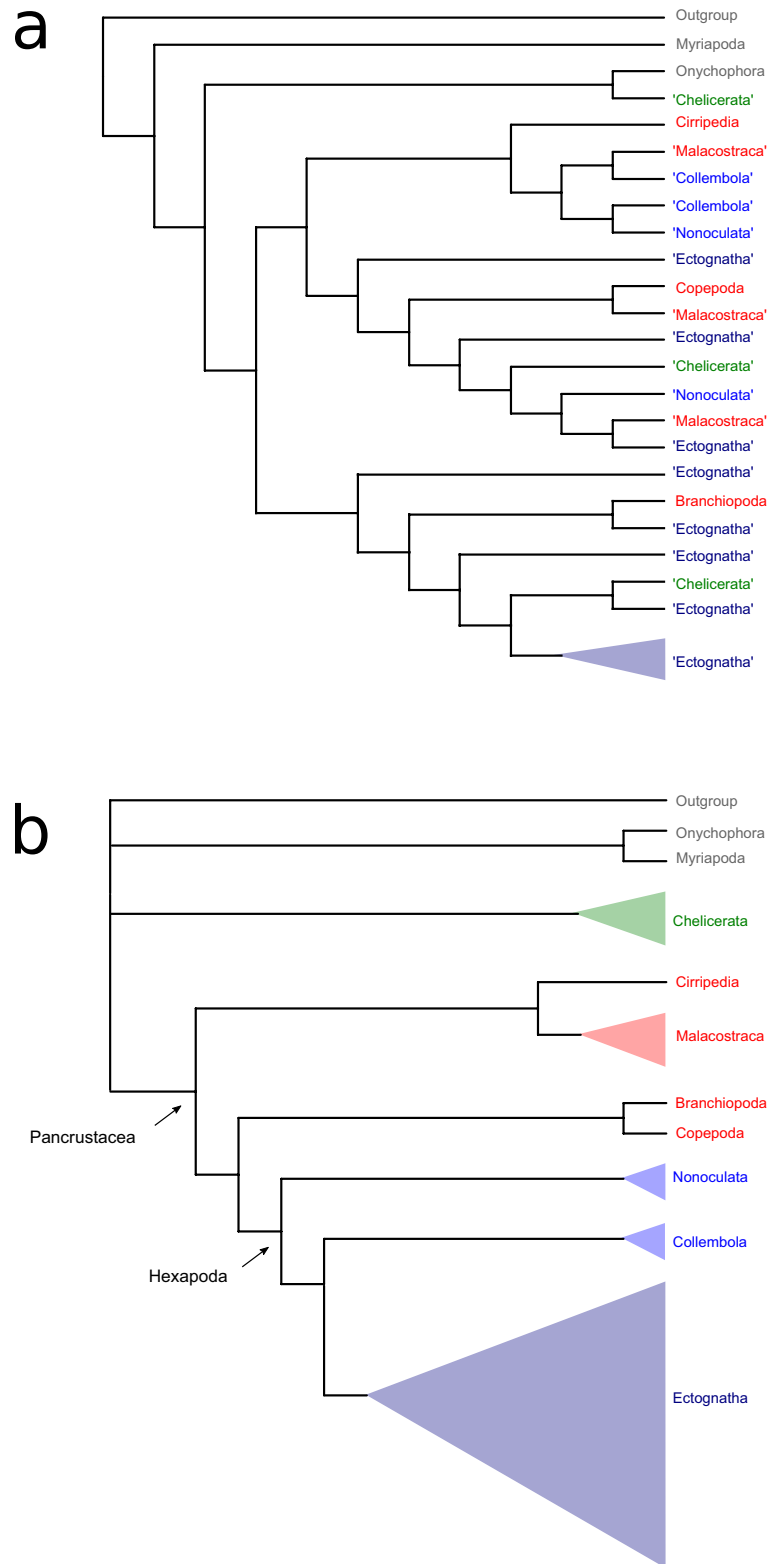 a
Outgroup
Myriapoda
Onychophora
'Chelicerata'
Cirripedia
'Malacostraca'
'Collembola'
'Collembola'
'Nonoculata'
'Ectognatha'
Copepoda
'Malacostraca'
'Ectognatha'
'Chelicerata'
'Nonoculata'
'Malacostraca'
'Ectognatha'
'Ectognatha'
Branchiopoda
'Ectognatha'
'Ectognatha'
'Chelicerata'
'Ectognatha'
'Ectognatha'
b
Outgroup
Onychophora
Myriapoda
Chelicerata
Cirripedia
Malacostraca
Branchiopoda
Pancrustacea
Copepoda
Nonoculata
Collembola
Hexapoda
Ectognatha